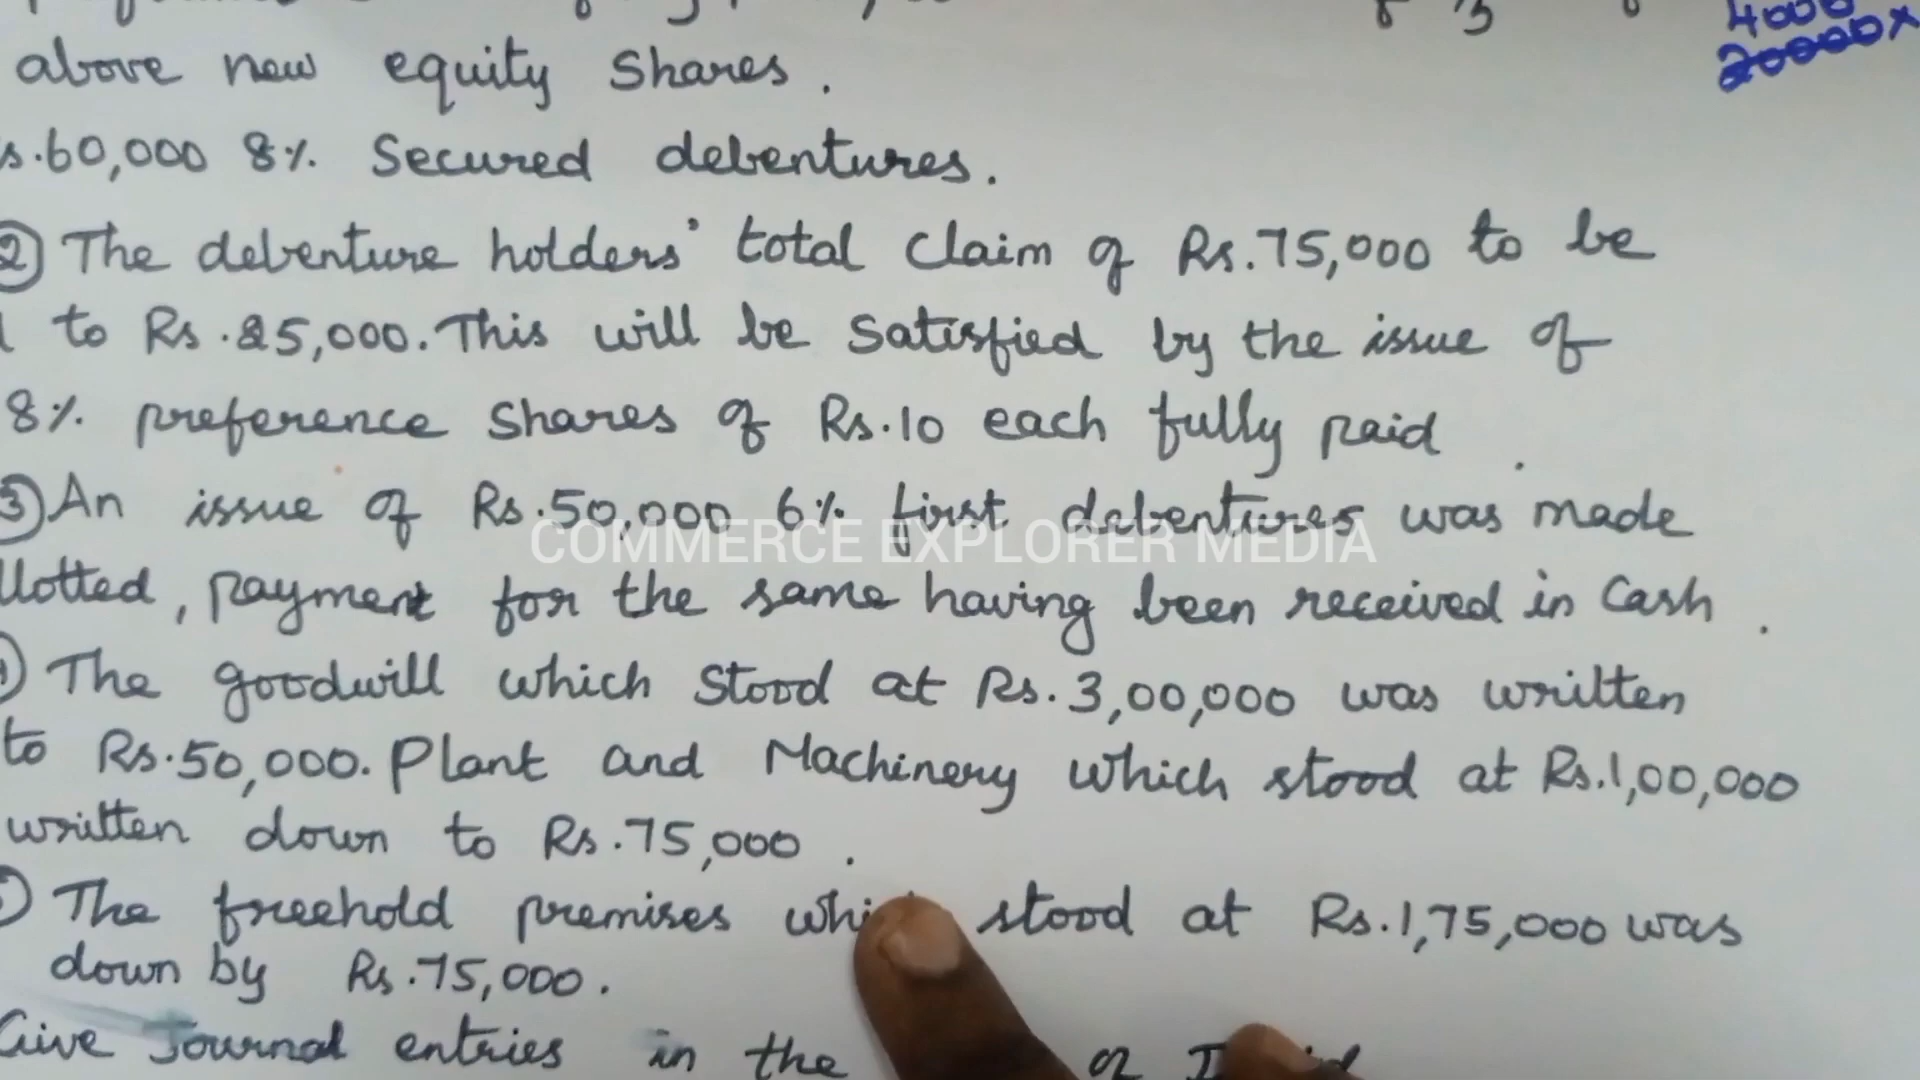 4000
20000x
above new equity shares.
s.60,000 8%. Secured debentures.
② The debenture holders' total claim of Rs.75,000 to be
to Rs.25,000. This will be satisfied by the issue of
8%. preference shares of Rs.10 each fully paid.
③ An issue of Rs.50,000 6%. first debentures was made
llotted, payment for the same having been received in cash.
COMMERCE EXPLORER MEDIA
The goodwill which stood at Rs.3,00,000 was written
to Rs.50,000. Plant and Machinery which stood at Rs.1,00,000
written down to Rs.75,000.
The freehold premises whi stood at Rs.1,75,000 was
down by Rs.75,000.
Give Journal entries in the of